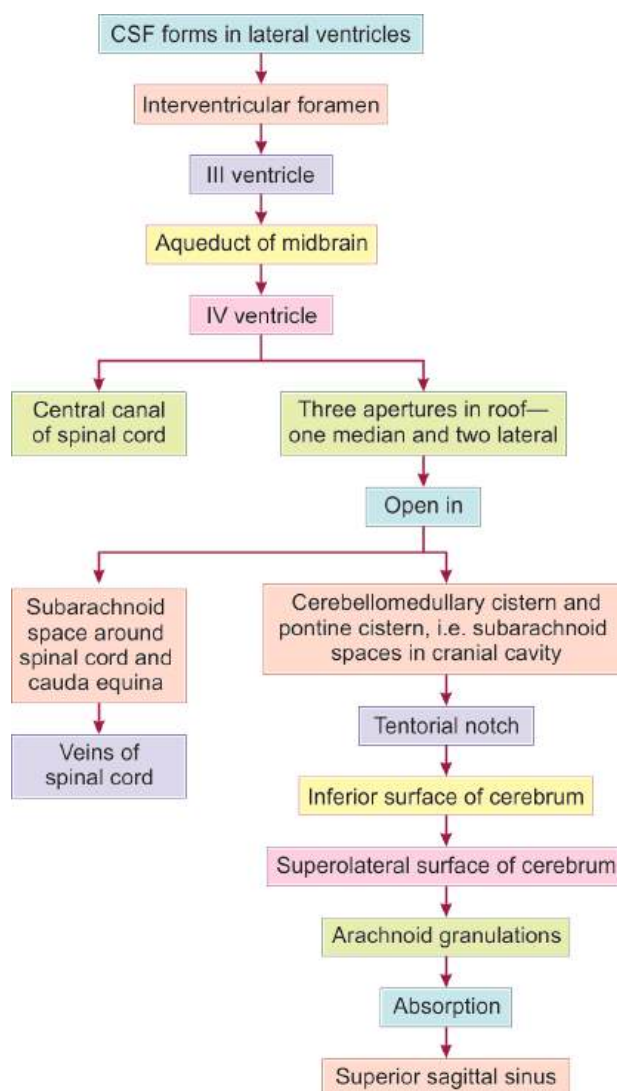 CSF forms in lateral ventricles
Interventricular foramen
III ventricle
Aqueduct of midbrain
IV ventricle
Central canal
of spinal cord
Three apertures in roof—
one median and two lateral
Open in
Subarachnoid
space around
spinal cord and
cauda equina
Cerebellomedullary cistern and
pontine cistern, i.e. subarachnoid
spaces in cranial cavity
Veins of
spinal cord
Tentorial notch
Inferior surface of cerebrum
Superolateral surface of cerebrum
Arachnoid granulations
Absorption
Superior sagittal sinus